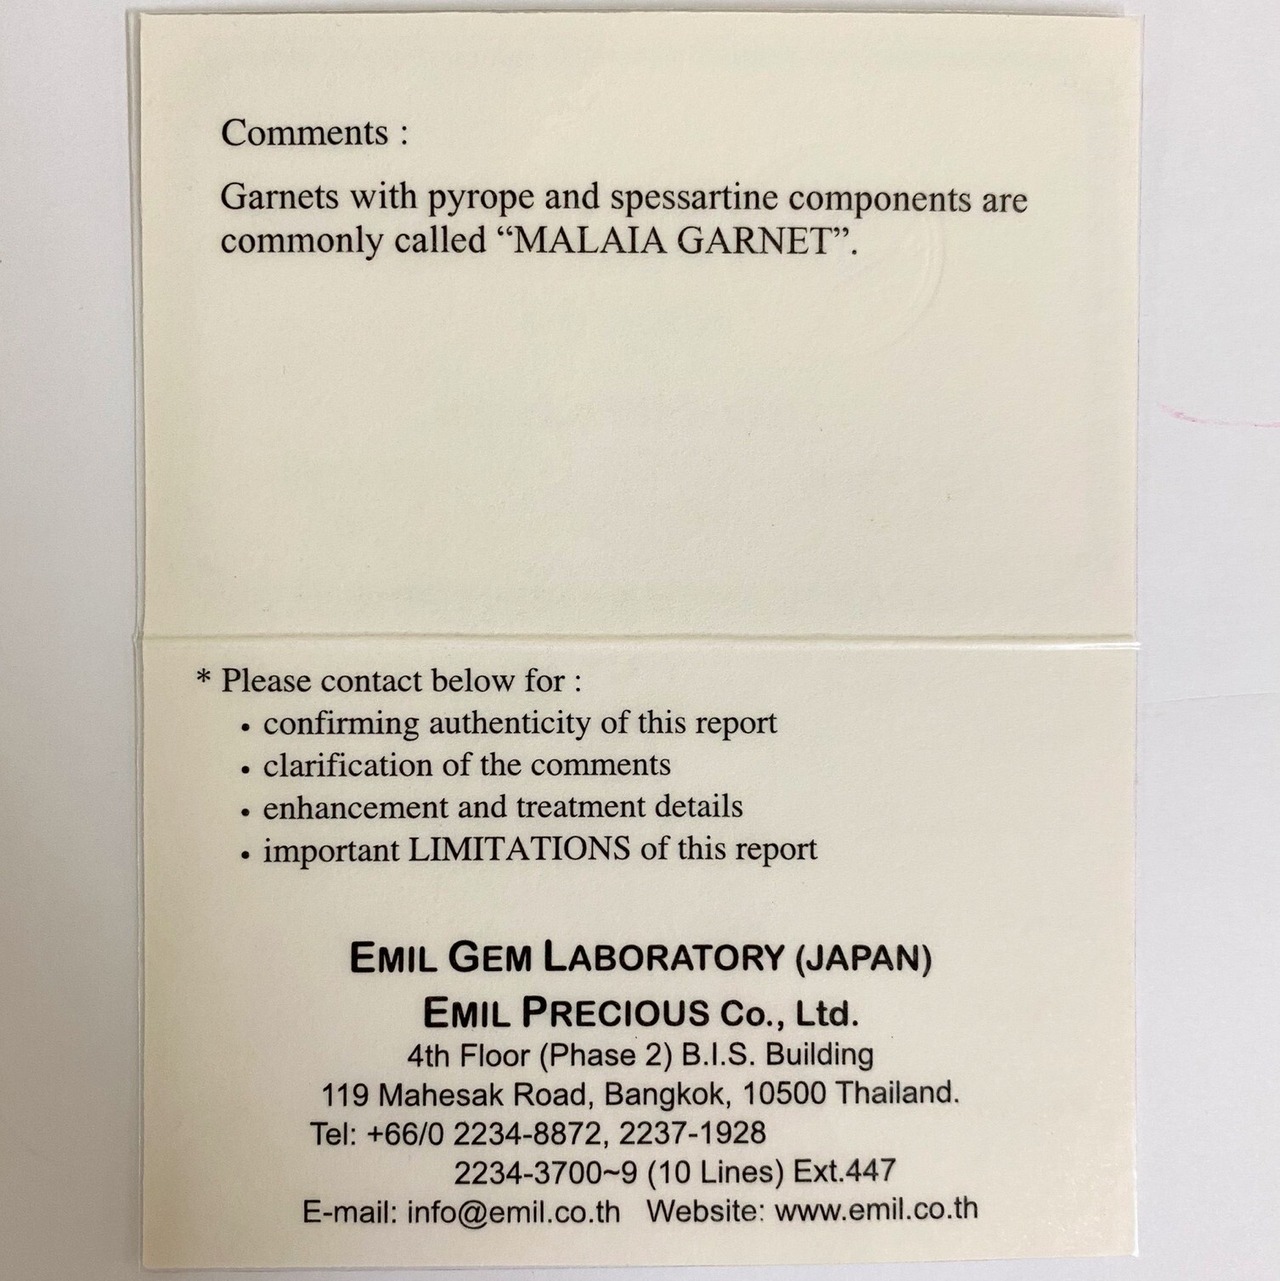 Comments :
Garnets with pyrope and spessartine components are
commonly called “MALAIA GARNET”.
* Please contact below for :
• confirming authenticity of this report
• clarification of the comments
• enhancement and treatment details
• important LIMITATIONS of this report
EMIL GEM LABORATORY (JAPAN)
EMIL PRECIOUS Co., Ltd.
4th Floor (Phase 2) B.I.S. Building
119 Mahesak Road, Bangkok, 10500 Thailand.
Tel: +66/0 2234-8872, 2237-1928
2234-3700~9 (10 Lines) Ext.447
E-mail: info@emil.co.th Website: www.emil.co.th